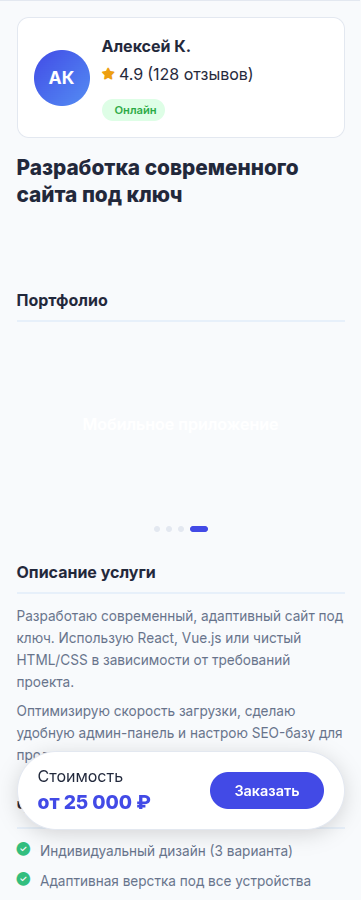 Алексей К.
АК
4.9 (128 отзывов)
Онлайн
Разработка современного
сайта под ключ
Портфолио
Мобильное приложение
Описание услуги
Разработаю современный, адаптивный сайт под
ключ. Использую React, Vue.js или чистый
HTML/CSS в зависимости от требований
проекта.
Оптимизирую скорость загрузки, сделаю
удобную админ-панель и настрою SEO-базу для
Стоимость
от 25 000 ₽
Заказать
Индивидуальный дизайн (3 варианта)
Адаптивная верстка под все устройства